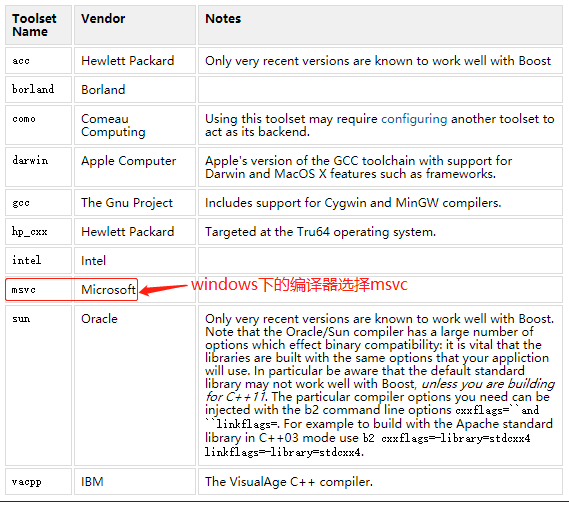 Toolset Name Vendor Notes
acc Hewlett Packard Only very recent versions are known to work well with Boost
borland Borland
como Comeau Computing Using this toolset may require configuring another toolset to
act as its backend.
darwin Apple Computer Apple's version of the GCC toolchain with support for
Darwin and MacOS X features such as frameworks.
gcc The Gnu Project Includes support for Cygwin and MinGW compilers.
hp_cxx Hewlett Packard Targeted at the Tru64 operating system.
intel Intel
msvc Microsoft windows下的编译器选择msvc
sun Oracle Only very recent versions are known to work well with Boost.
Note that the Oracle/Sun compiler has a large number of
options which effect binary compatibility: it is vital that the
libraries are built with the same options that your appliction
will use. In particular be aware that the default standard
library may not work well with Boost, unless you are building
for C++11. The particular compiler options you need can be
injected with the b2 command line options cxxflags=``and
``linkflags=. For example to build with the Apache standard
library in C++03 mode use b2 cxxflags=-library=stdcxx4
linkflags=-library=stdcxx4.
vacpp IBM The VisualAge C++ compiler.